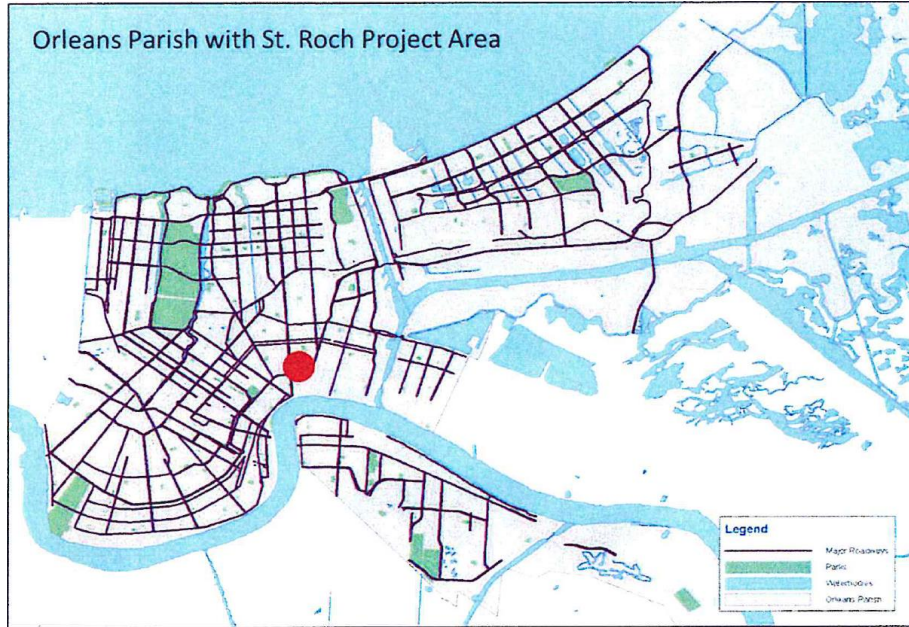 Orleans Parish with St. Roch Project Area
Legend
Major Roadways
Parks
Waterbodies
Orleans Parish